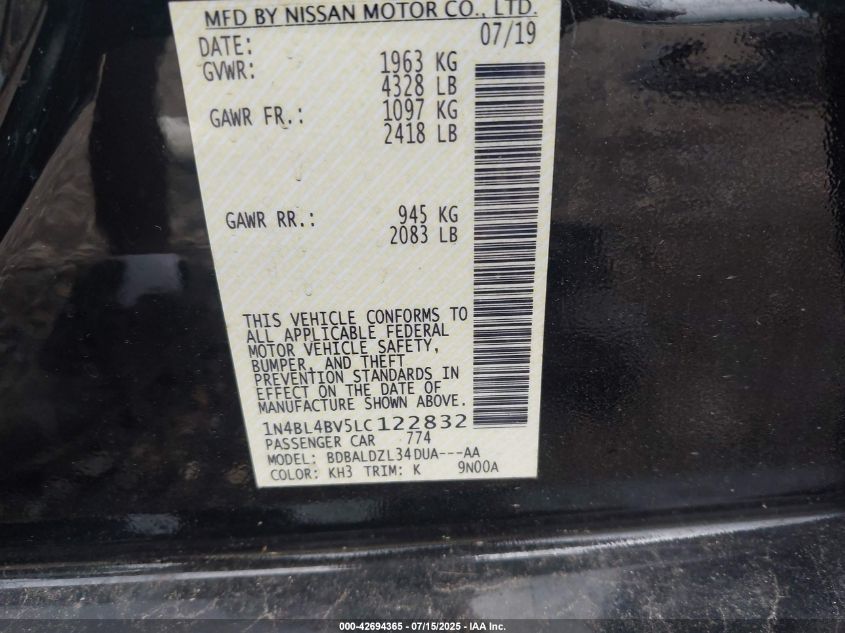 MFD BY NISSAN MOTOR CO., LTD.
DATE: 07/19
GVWR: 1963 KG
4328 LB
GAWR FR.: 1097 KG
2418 LB
GAWR RR.: 945 KG
2083 LB
THIS VEHICLE CONFORMS TO
ALL APPLICABLE FEDERAL
MOTOR VEHICLE SAFETY,
BUMPER, AND THEFT
PREVENTION STANDARDS IN
EFFECT ON THE DATE OF
MANUFACTURE SHOWN ABOVE.
1N4BL4BV5LC122832
PASSENGER CAR 774
MODEL: BDBALDZL34DUA---AA
COLOR: KH3 TRIM: K 9N00A
000-42694365 - 07/15/2025 - IAA Inc.